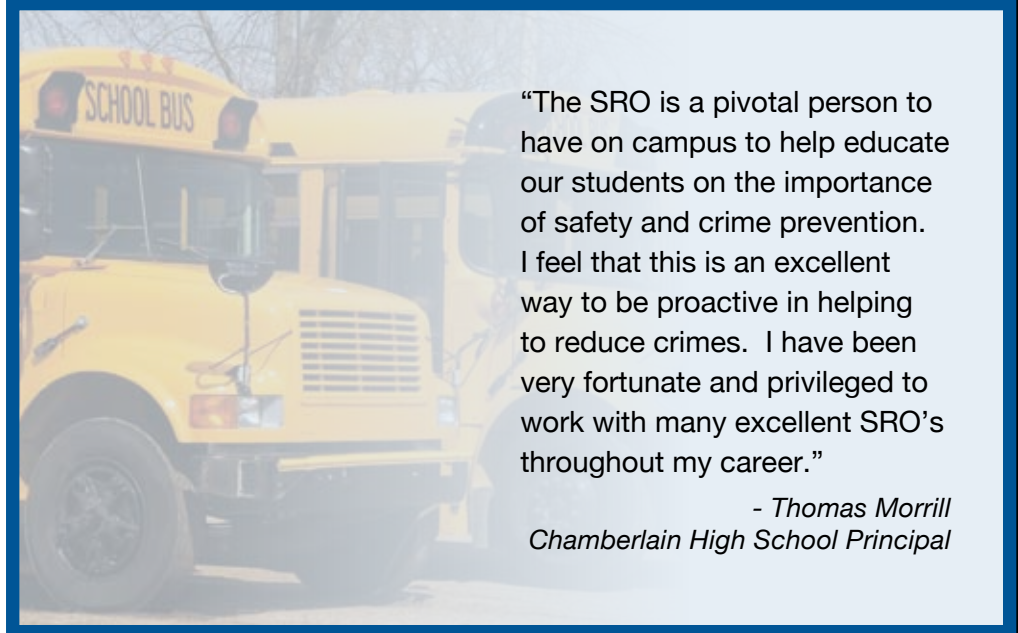 SCHOOL BUS
“The SRO is a pivotal person to
have on campus to help educate
our students on the importance
of safety and crime prevention.
I feel that this is an excellent
way to be proactive in helping
to reduce crimes.  I have been
very fortunate and privileged to
work with many excellent SRO’s
throughout my career.”
- Thomas Morrill
Chamberlain High School Principal